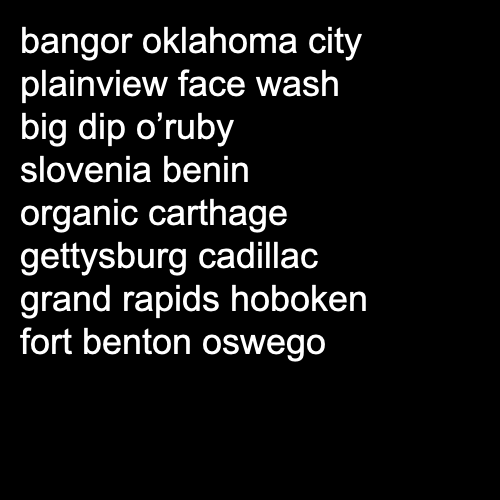 bangor oklahoma city
plainview face wash
big dip o’ruby
slovenia benin
organic carthage
gettysburg cadillac
grand rapids hoboken
fort benton oswego